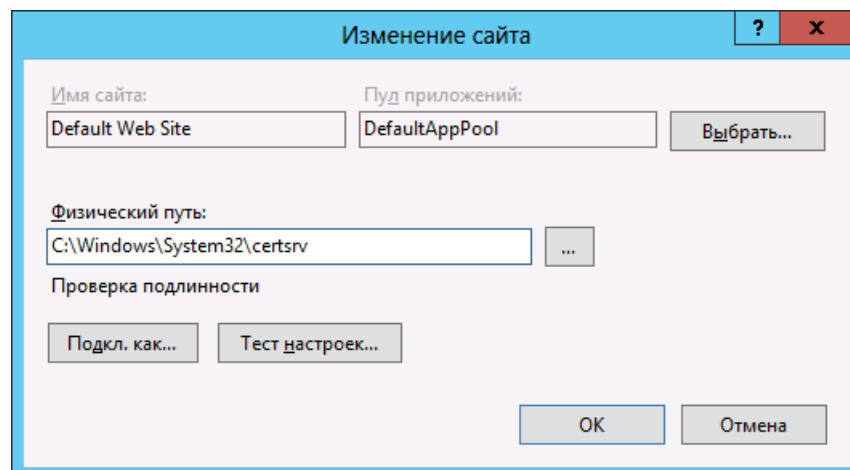 Изменение сайта
? x
Имя сайта: Пул приложений:
Default Web Site DefaultAppPool Выбрать...
Физический путь:
C:\Windows\System32\certsrv ...
Проверка подлинности
Подкл. как... Тест настроек...
ОК Отмена